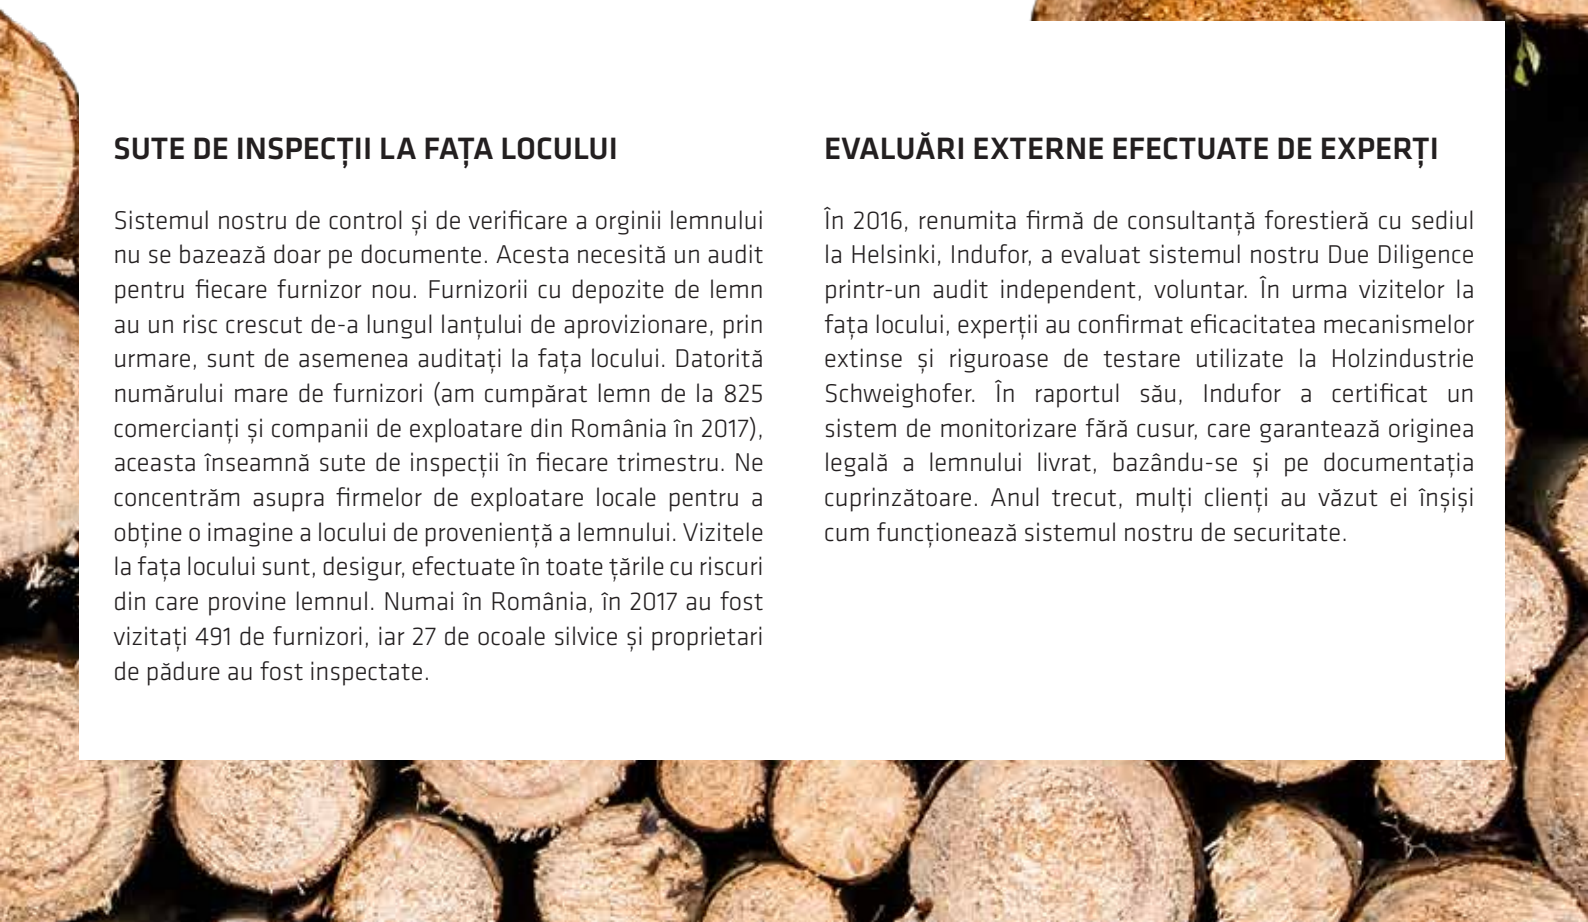 SUTE DE INSPECȚII LA FAȚA LOCULUI
Sistemul nostru de control și de verificare a orginii lemnului
nu se bazează doar pe documente. Acesta necesită un audit
pentru fiecare furnizor nou. Furnizorii cu depozite de lemn
au un risc crescut de-a lungul lanțului de aprovizionare, prin
urmare, sunt de asemenea auditați la fața locului. Datorită
numărului mare de furnizori (am cumpărat lemn de la 825
comercianți și companii de exploatare din România în 2017),
aceasta înseamnă sute de inspecții în fiecare trimestru. Ne
concentrăm asupra firmelor de exploatare locale pentru a
obține o imagine a locului de proveniență a lemnului. Vizitele
la fața locului sunt, desigur, efectuate în toate țările cu riscuri
din care provine lemnul. Numai în România, în 2017 au fost
vizitați 491 de furnizori, iar 27 de ocoale silvice și proprietari
de pădure au fost inspectate.
EVALUĂRI EXTERNE EFECTUATE DE EXPERȚI
În 2016, renumita firmă de consultanță forestieră cu sediul
la Helsinki, Indufor, a evaluat sistemul nostru Due Diligence
printr-un audit independent, voluntar. În urma vizitelor la
fața locului, experții au confirmat eficacitatea mecanismelor
extinse și riguroase de testare utilizate la Holzindustrie
Schweighofer. În raportul său, Indufor a certificat un
sistem de monitorizare fără cusur, care garantează originea
legală a lemnului livrat, bazându-se și pe documentația
cuprinzătoare. Anul trecut, mulți clienți au văzut ei înșiși
cum funcționează sistemul nostru de securitate.